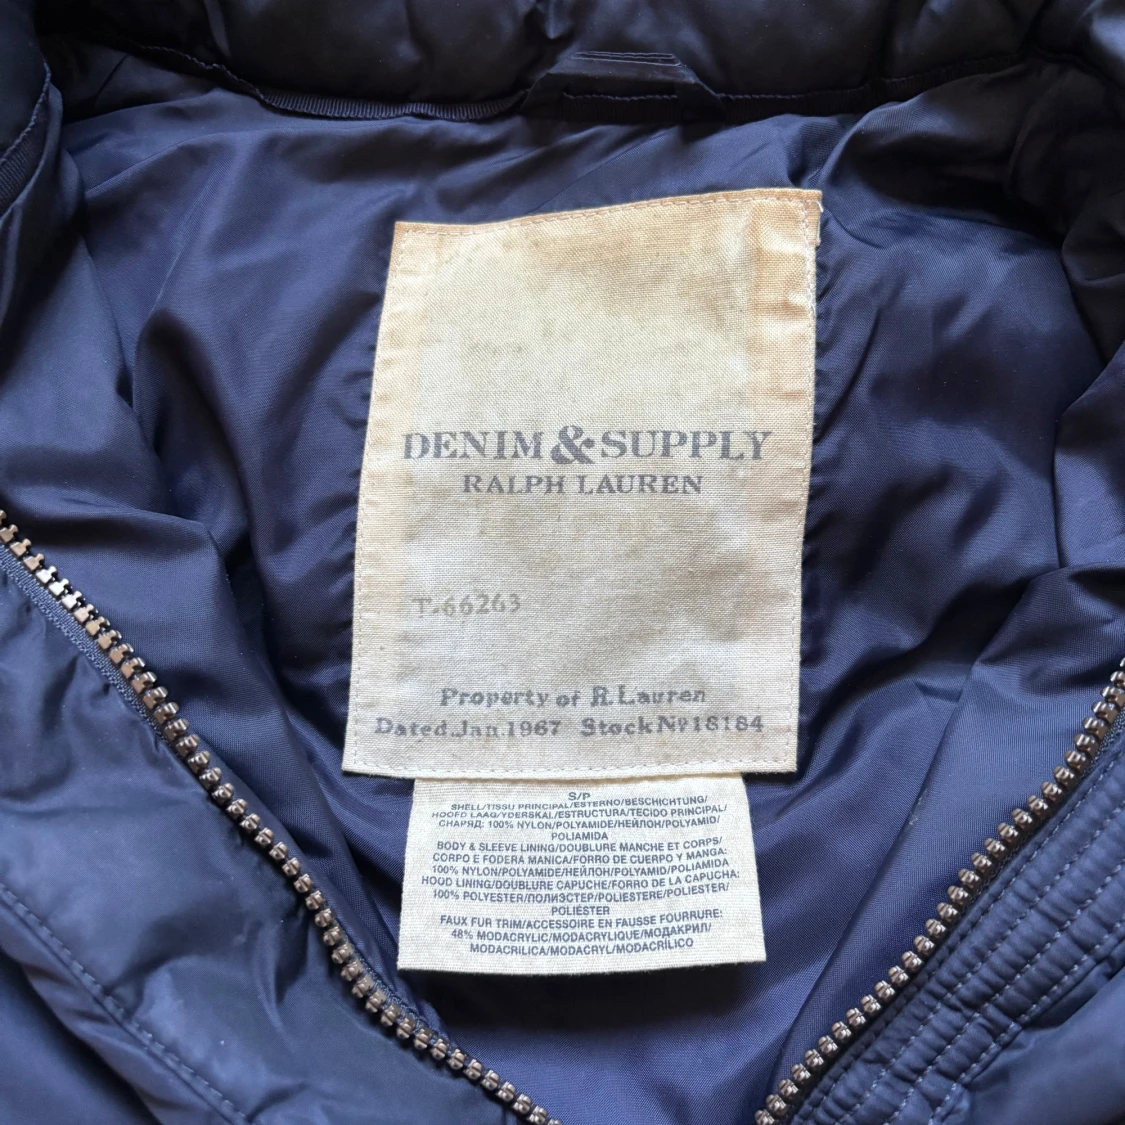 DENIM & SUPPLY
RALPH LAUREN
T-66263
Property of R. Lauren
Dated Jan. 1967 Stock Nº 18184
S/P
SHELL/TISSU PRINCIPAL/ESTERNO/BESCHICHTUNG/
HOOFD LAAG/YDERSKAL/ESTRUCTURA/TECIDO PRINCIPAL/
СНАРЯД: 100% NYLON/POLYAMIDE/НЕЙЛОН/POLYAMID/
POLIAMIDA
BODY & SLEEVE LINING/DOUBLURE MANCHE ET CORPS/
CORPO E FODERA MANICA/FORRO DE CUERPO Y MANGA:
100% NYLON/POLYAMIDE/НЕЙЛОН/POLYAMID/POLIAMIDA
HOOD LINING/DOUBLURE CAPUCHE/FORRO DE LA CAPUCHA:
100% POLYESTER/ПОЛИЭСТЕР/POLIESTERE/POLIESTER/
POLIÉSTER
FAUX FUR TRIM/ACCESSOIRE EN FAUSSE FOURRURE:
48% MODACRYLIC/MODACRYLIQUE/МОДАКРИЛ/
MODACRILICA/MODACRYL/MODACRÍLICO